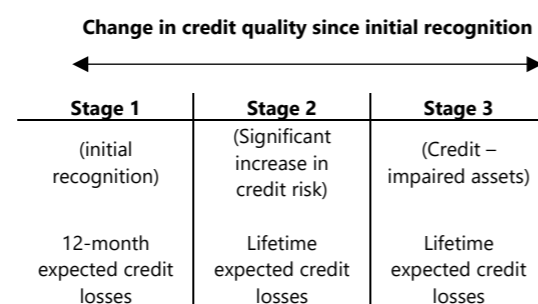 Change in credit quality since initial recognition
Stage 1
Stage 2
Stage 3
(initial
recognition)
(Significant
increase in
credit risk)
(Credit –
impaired assets)
12-month
expected credit
losses
Lifetime
expected credit
losses
Lifetime
expected credit
losses